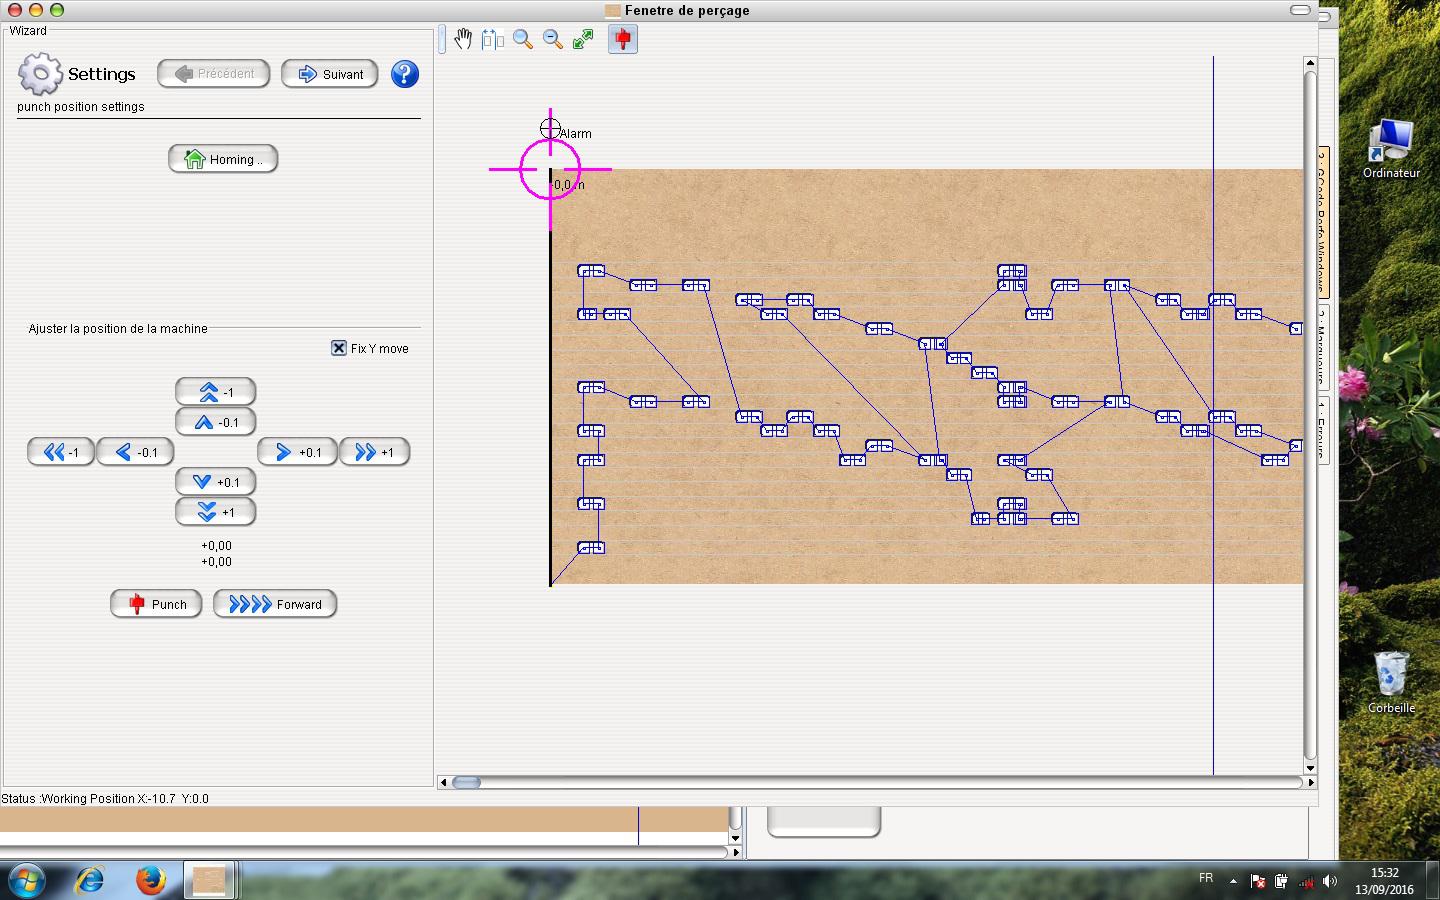 Fenetre de perçage
Wizard
Settings
Précédent
Suivant
?
punch position settings
Homing ..
Ajuster la position de la machine
Fix Y move
-1
-0.1
-1
-0.1
+0.1
+1
+0.1
+1
+0,00
+0,00
Punch
Forward
Status :Working Position X:-10.7 Y:0.0
Alarm
0,0 m
Ordinateur
Corbeille
FR
15:32
13/09/2016